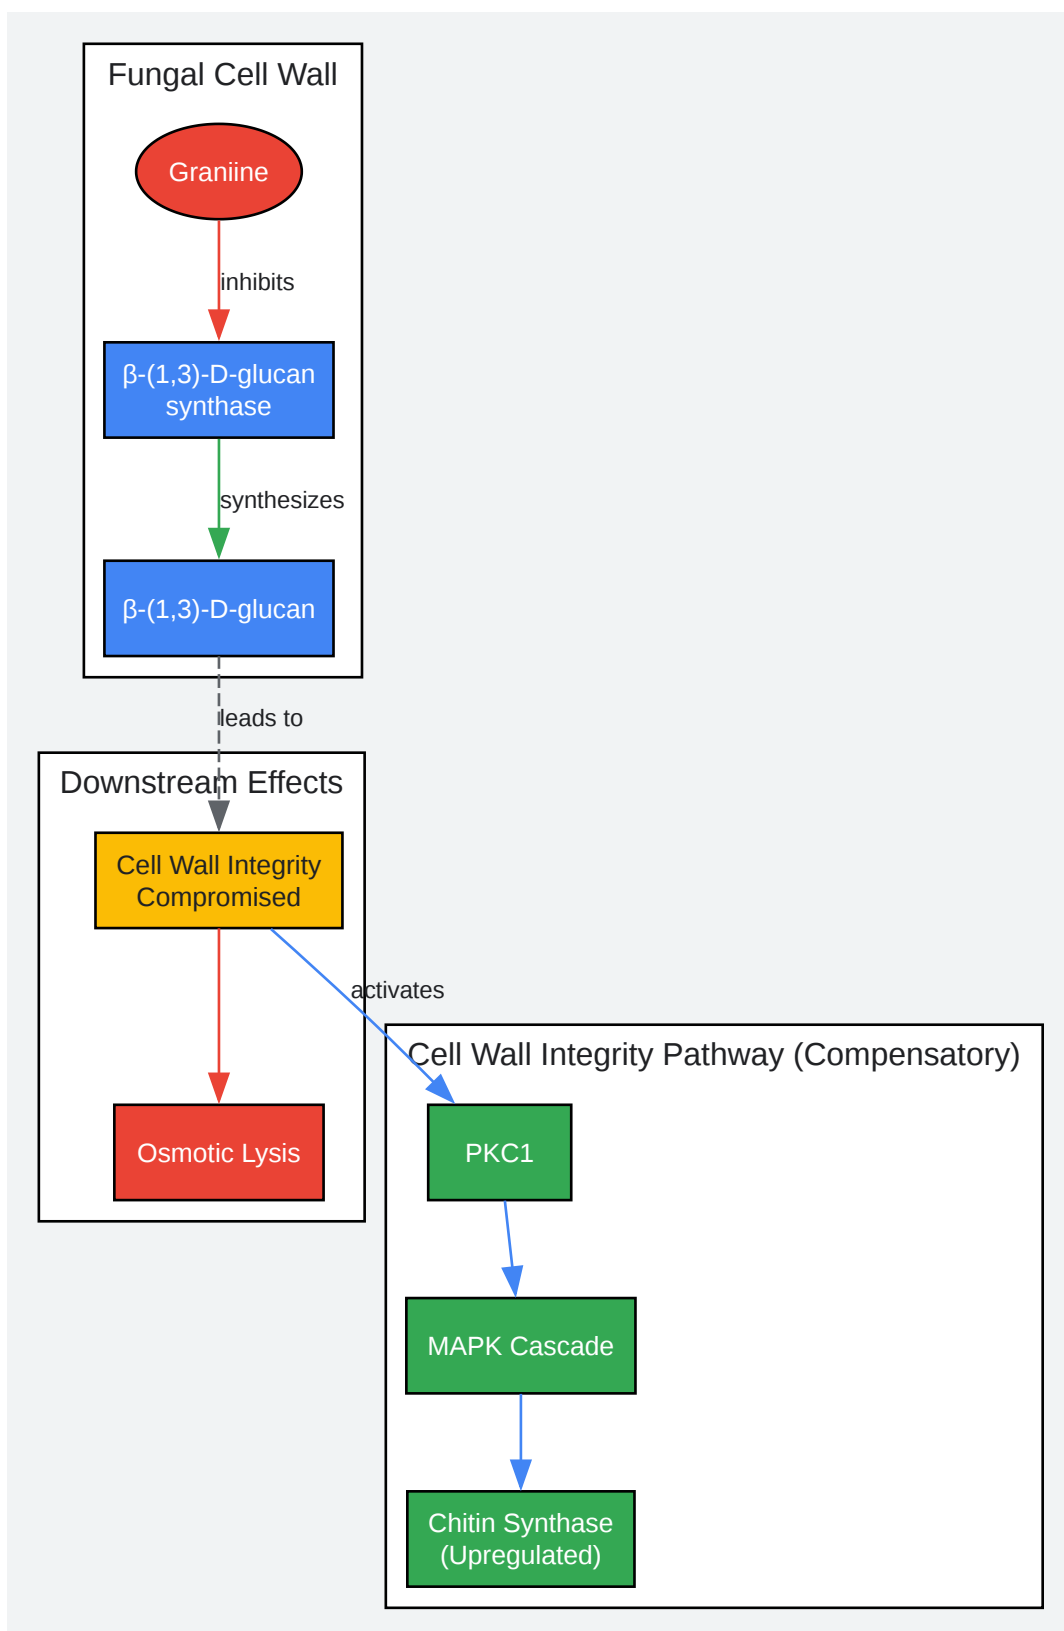 Fungal Cell Wall
Graniine
inhibits
β-(1,3)-D-glucan
synthase
synthesizes
β-(1,3)-D-glucan
leads to
Downstream Effects
Cell Wall Integrity
Compromised
activates
Cell Wall Integrity Pathway (Compensatory)
Osmotic Lysis
PKC1
MAPK Cascade
Chitin Synthase
(Upregulated)